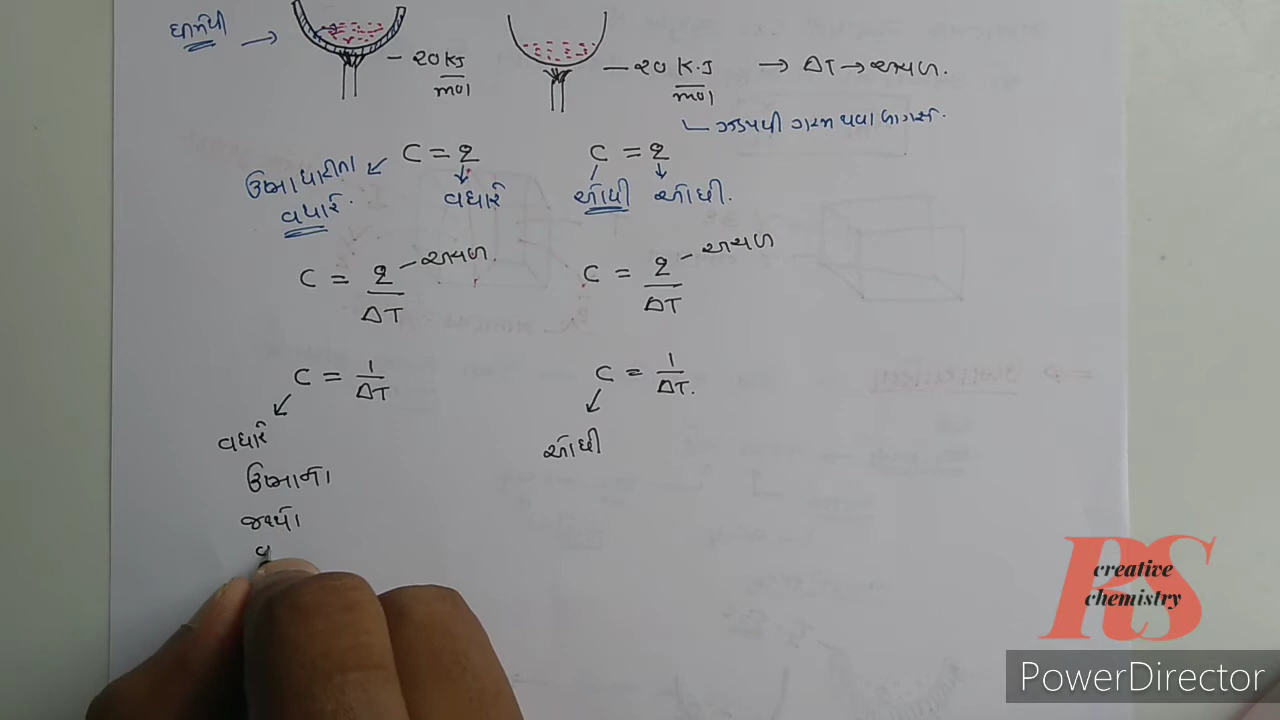 ધીમેથી → – 20 KJ/mol – 20 K.J/mol → ΔT → અચળ.
ઝડપથી ગરમ થવા લાગશે.
C = q C = q
ઉષ્માધારીતા વધારે. વધારે ઓછી ઓછી.
C = q/ΔT – અચળ. C = q/ΔT – અચળ
C = 1/ΔT C = 1/ΔT.
વધારે ઓછી
ઉષ્માનો
જથ્થો
વ
RS
creative
chemistry
PowerDirector